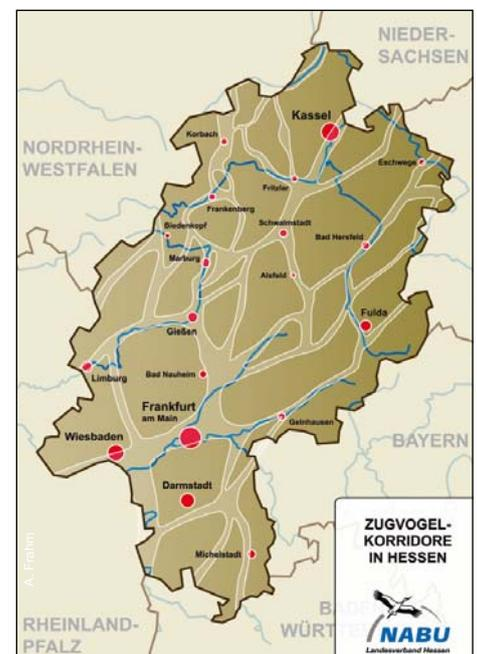 NIEDER-
SACHSEN
Kassel
Korbach
NORDRHEIN-
WESTFALEN
Eschwege
Fritzlar
Frankenberg
Biedenkopf
Schwalmstadt
Bad Hersfeld
Marburg
Alsfeld
Gießen
Fulda
Limburg
Bad Nauheim
Frankfurt
am Main
Gelnhausen
Wiesbaden
BAYERN
Darmstadt
ZUGVOGEL-
KORRIDORE
IN HESSEN
A. Frahm
Michelstadt
RHEINLAND-
PFALZ
BADE
WÜRTTE
NABU
Landesverband Hessen